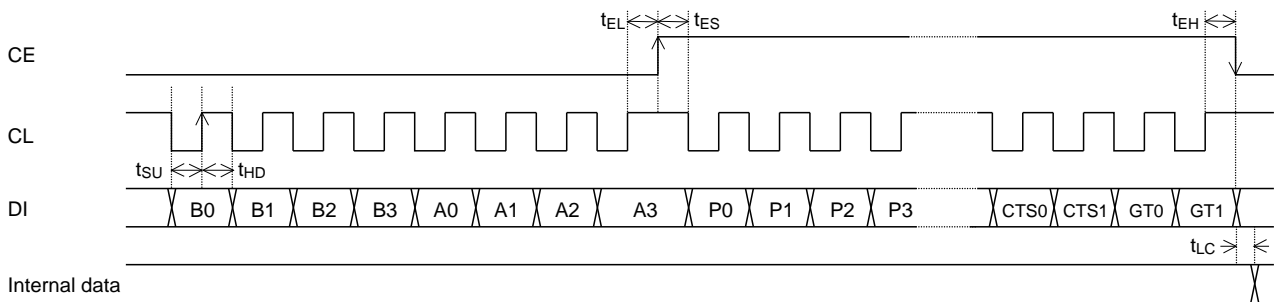 tEL tES tEH
CE
CL
tSU tHD
DI B0 B1 B2 B3 A0 A1 A2 A3 P0 P1 P2 P3 CTS0 CTS1 GT0 GT1
tLC
Internal data